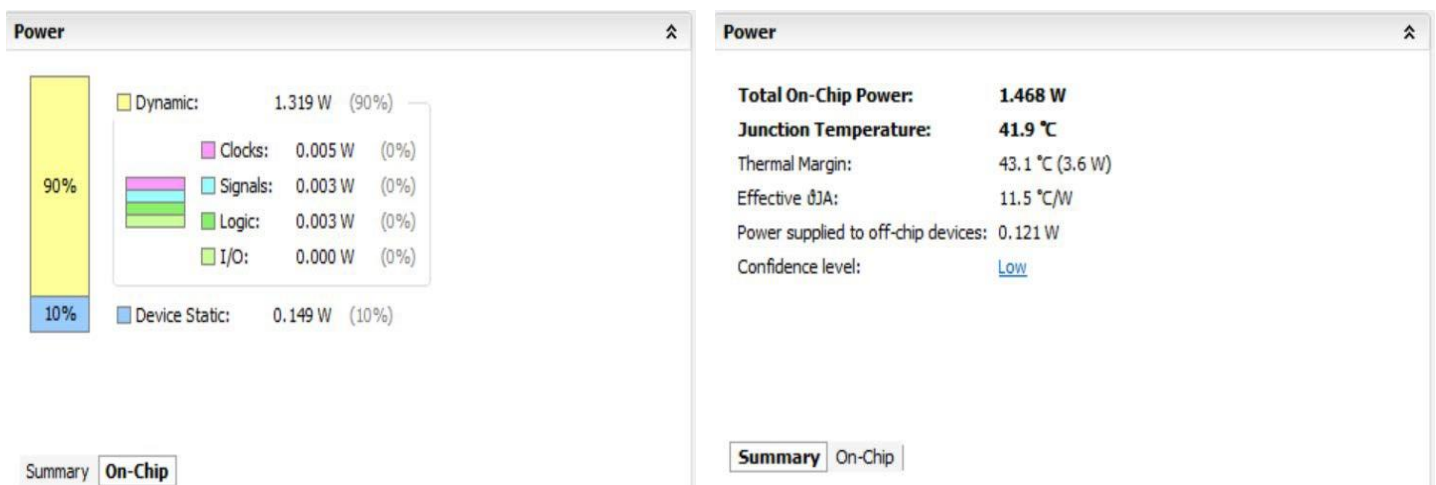 Power
90%
10%
Dynamic: 1.319 W (90%)
Clocks: 0.005 W (0%)
Signals: 0.003 W (0%)
Logic: 0.003 W (0%)
I/O: 0.000 W (0%)
Device Static: 0.149 W (10%)
Summary On-Chip
Power
Total On-Chip Power: 1.468 W
Junction Temperature: 41.9 °C
Thermal Margin: 43.1 °C (3.6 W)
Effective ϑJA: 11.5 °C/W
Power supplied to off-chip devices: 0.121 W
Confidence level: Low
Summary On-Chip